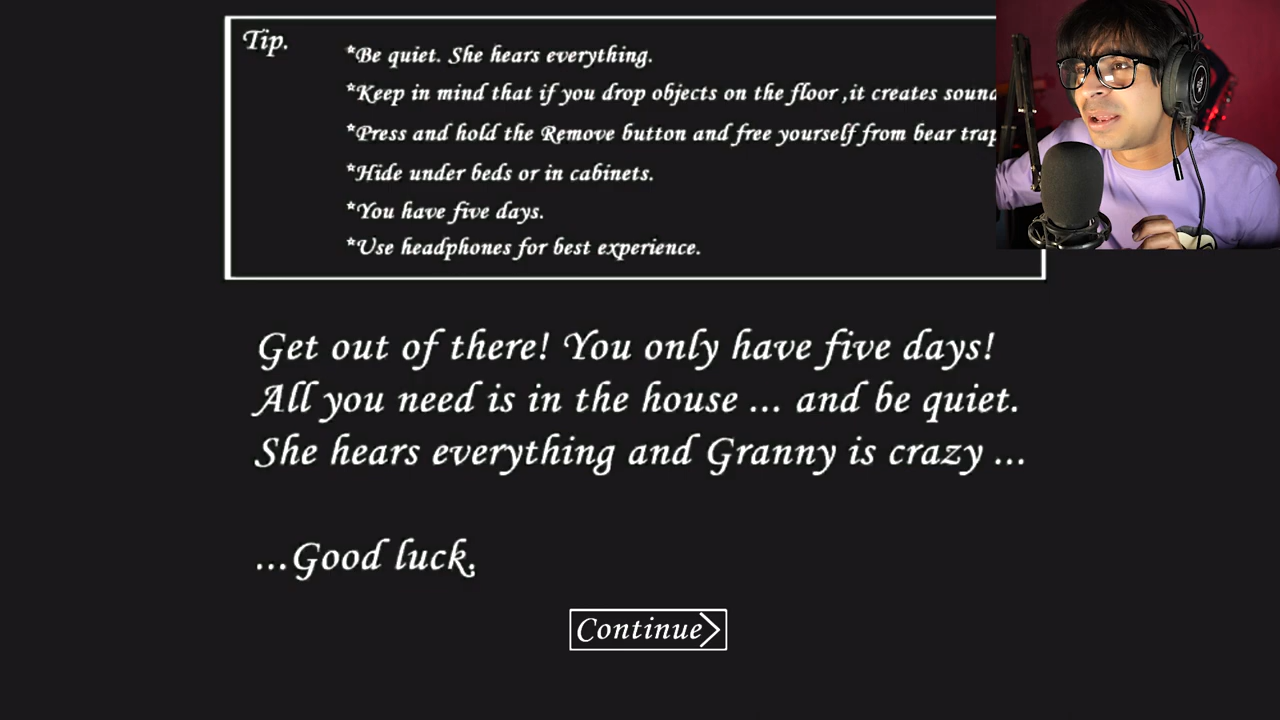 Tip.
*Be quiet. She hears everything.
*Keep in mind that if you drop objects on the floor ,it creates sound
*Press and hold the Remove button and free yourself from bear trap
*Hide under beds or in cabinets.
*You have five days.
*Use headphones for best experience.
Get out of there! You only have five days!
All you need is in the house ... and be quiet.
She hears everything and Granny is crazy ...
...Good luck.
Continue